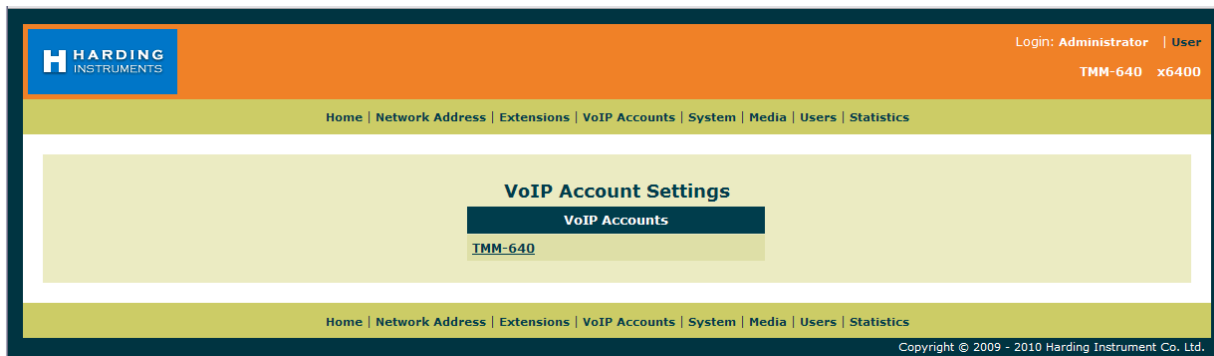 HARDING
INSTRUMENTS
Login: Administrator | User
TMM-640 x6400
Home | Network Address | Extensions | VoIP Accounts | System | Media | Users | Statistics
VoIP Account Settings
VoIP Accounts
TMM-640
Home | Network Address | Extensions | VoIP Accounts | System | Media | Users | Statistics
Copyright © 2009 - 2010 Harding Instrument Co. Ltd.